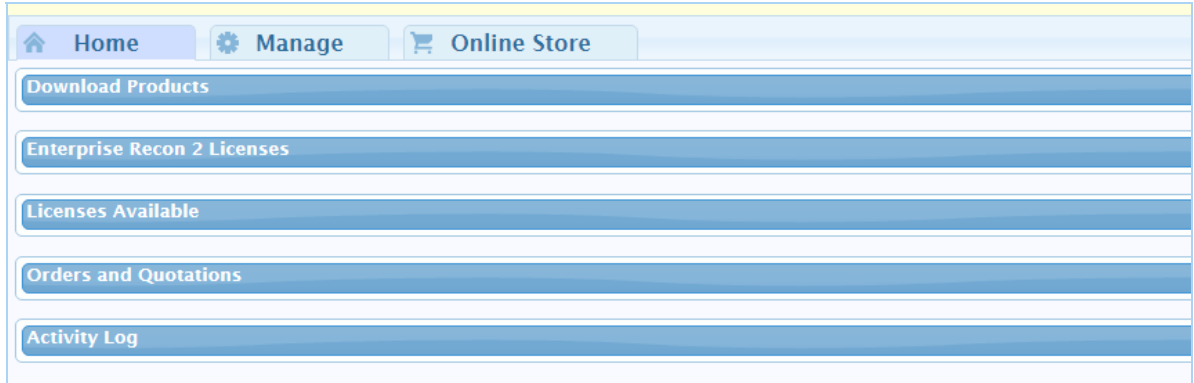 Home Manage Online Store
Download Products
Enterprise Recon 2 Licenses
Licenses Available
Orders and Quotations
Activity Log